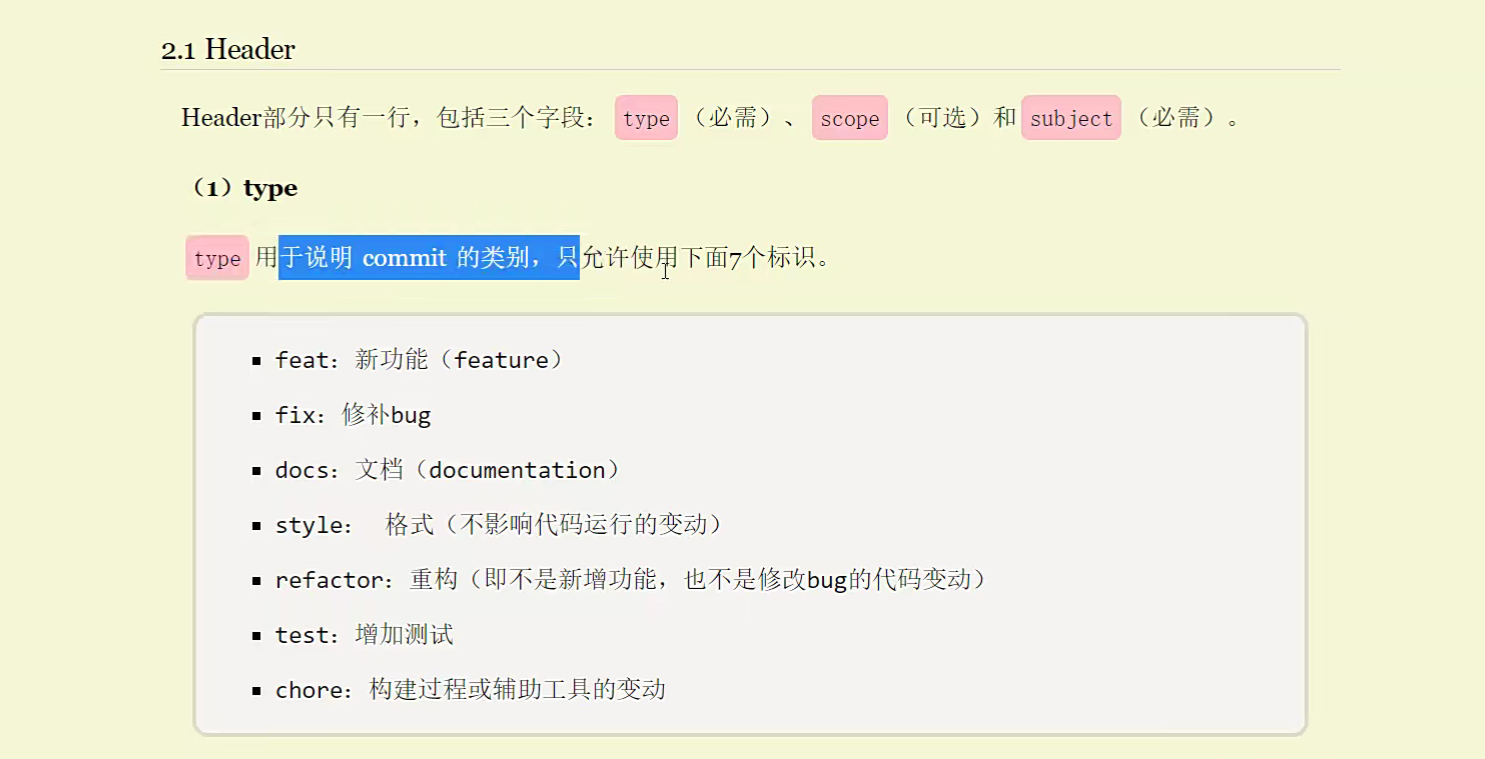 2.1 Header
Header部分只有一行，包括三个字段： type （必需）、 scope （可选）和 subject （必需）。
（1）type
type 用于说明 commit 的类别，只允许使用下面7个标识。
▪ feat：新功能（feature）
▪ fix：修补bug
▪ docs：文档（documentation）
▪ style： 格式（不影响代码运行的变动）
▪ refactor：重构（即不是新增功能，也不是修改bug的代码变动）
▪ test：增加测试
▪ chore：构建过程或辅助工具的变动